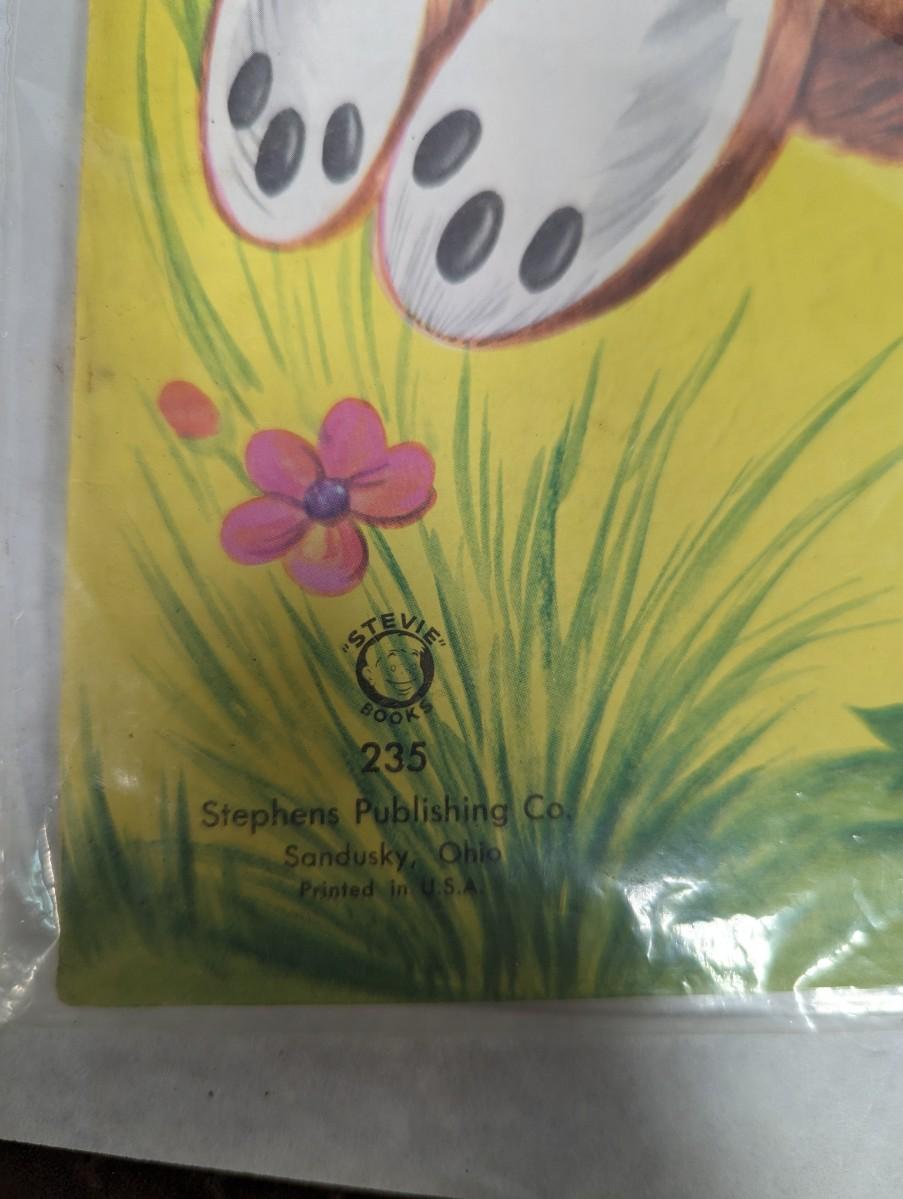 "STEVIE"
BOOKS
235
Stephens Publishing Co.
Sandusky, Ohio
Printed in U.S.A.